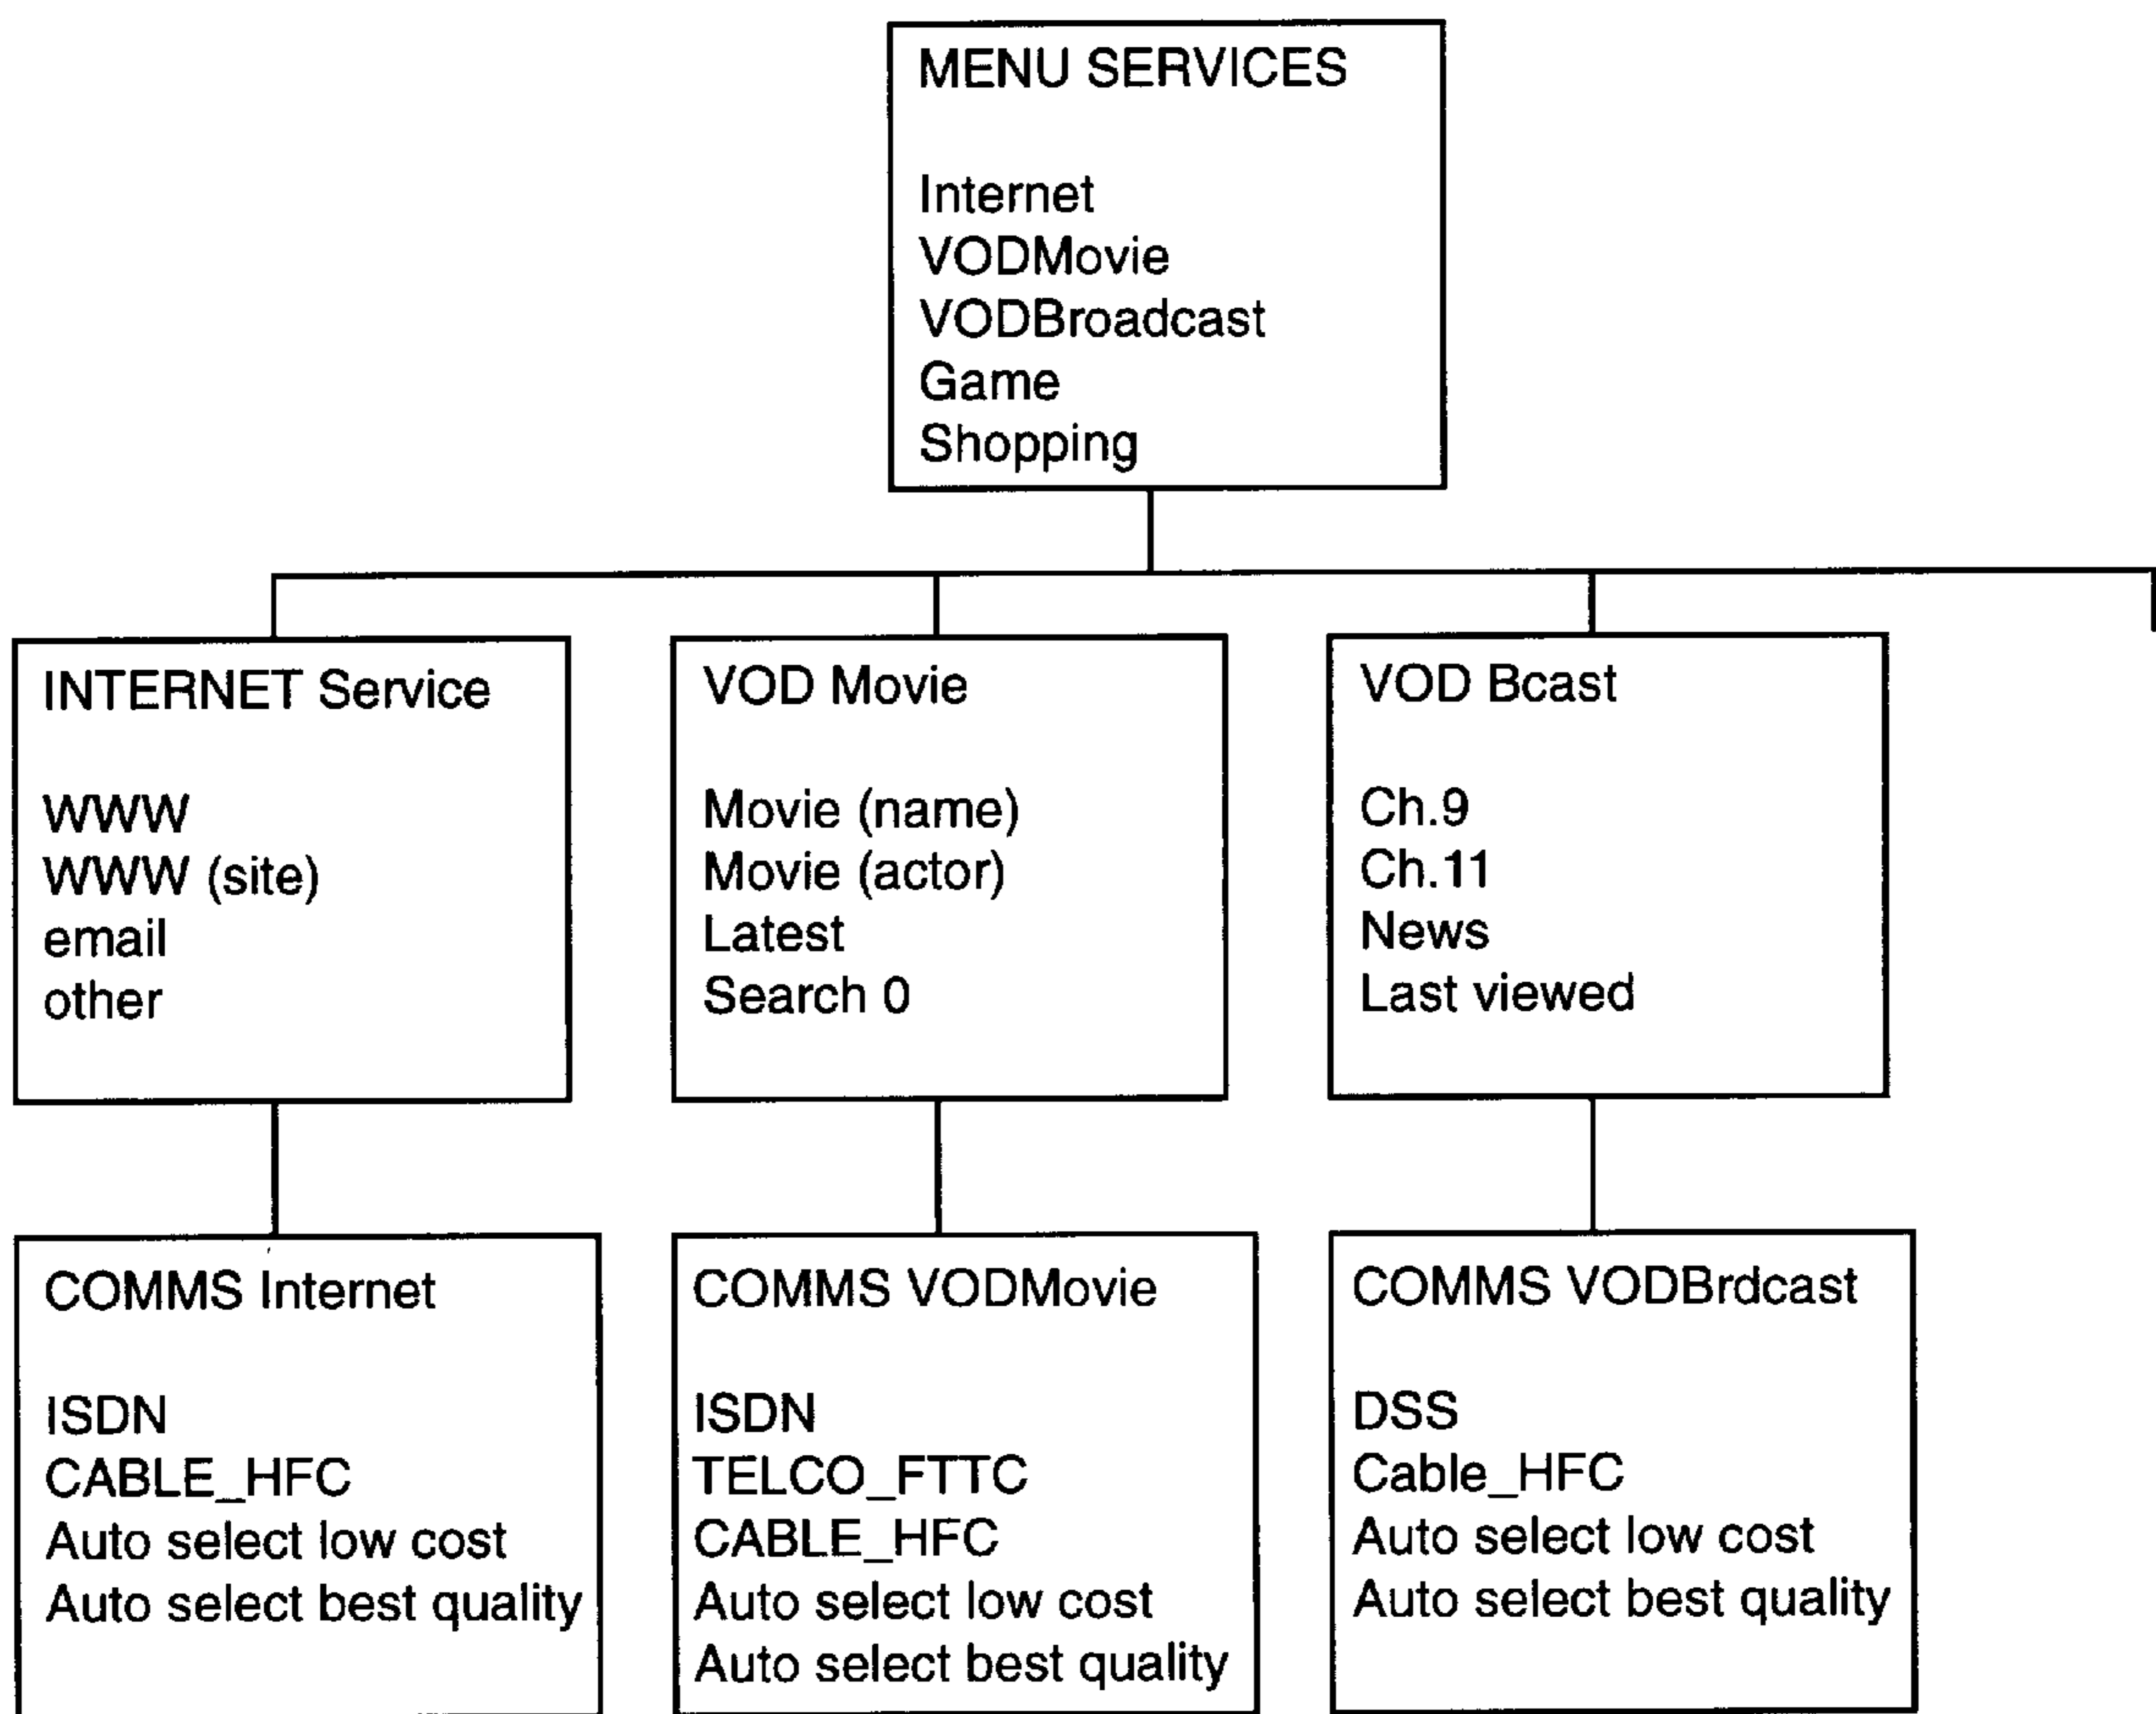 MENU SERVICES
Internet
VODMovie
VODBroadcast
Game
Shopping
INTERNET Service
WWW
WWW (site)
email
other
VOD Movie
Movie (name)
Movie (actor)
Latest
Search 0
VOD Bcast
Ch.9
Ch.11
News
Last viewed
COMMS Internet
ISDN
CABLE_HFC
Auto select low cost
Auto select best quality
COMMS VODMovie
ISDN
TELCO_FTTC
CABLE_HFC
Auto select low cost
Auto select best quality
COMMS VODBrdcast
DSS
Cable_HFC
Auto select low cost
Auto select best quality